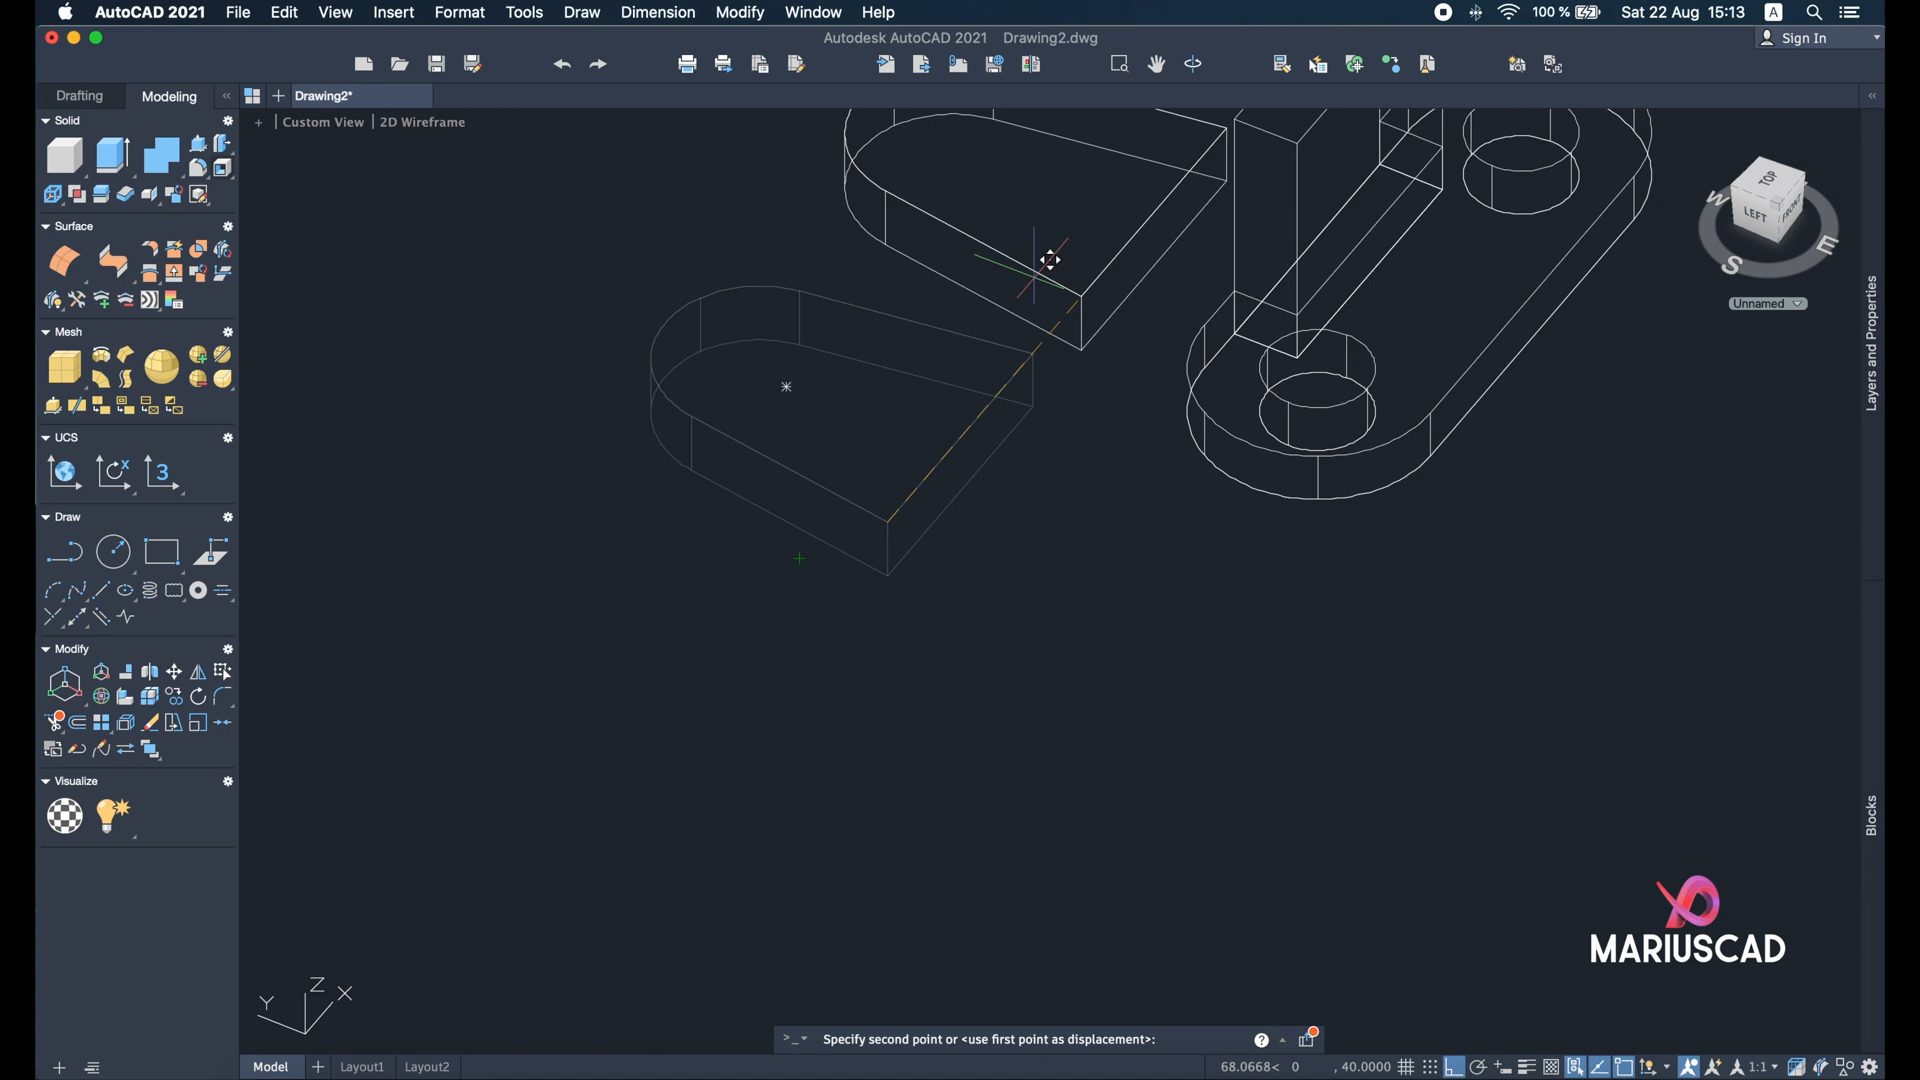 AutoCAD 2021 File Edit View Insert Format Tools Draw Dimension Modify Window Help 100 % Sat 22 Aug 15:13 A
Autodesk AutoCAD 2021 Drawing2.dwg
Sign In
Drafting Modeling Drawing2*
+ | Custom View | 2D Wireframe
Solid
TOP
LEFT
FRONT
W
S
E
Unnamed
Surface
Mesh
UCS
X
3
Draw
Modify
Visualize
Layers and Properties
Blocks
MARIUSCAD
Y Z X
>_ Specify second point or <use first point as displacement>:
Model Layout1 Layout2 68.0668< 0 , 40.0000 1:1